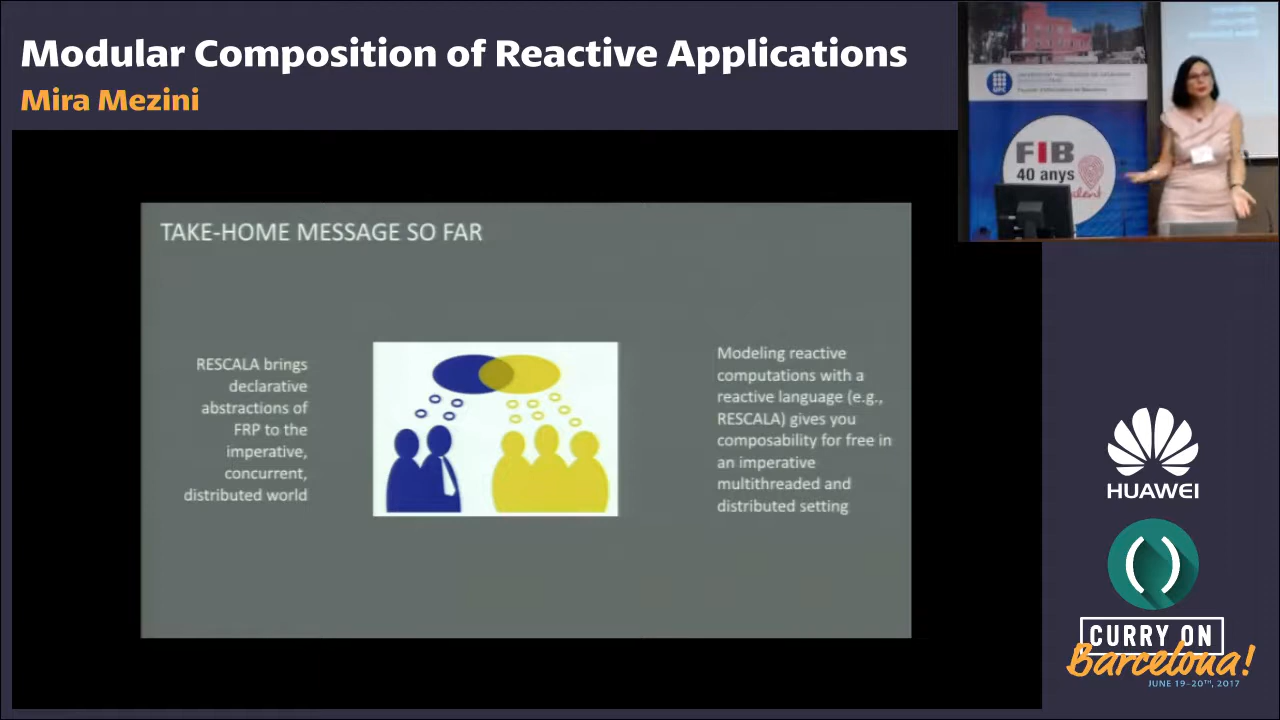 Modular Composition of Reactive Applications
Mira Mezini
UPC
FIB
40 anys
TAKE-HOME MESSAGE SO FAR
RESCALA brings
declarative
abstractions of
FRP to the
imperative,
concurrent,
distributed world
Modeling reactive
computations with a
reactive language (e.g.,
RESCALA) gives you
composability for free in
an imperative
multithreaded and
distributed setting
HUAWEI
CURRY ON
Barcelona!
JUNE 19-20TH, 2017